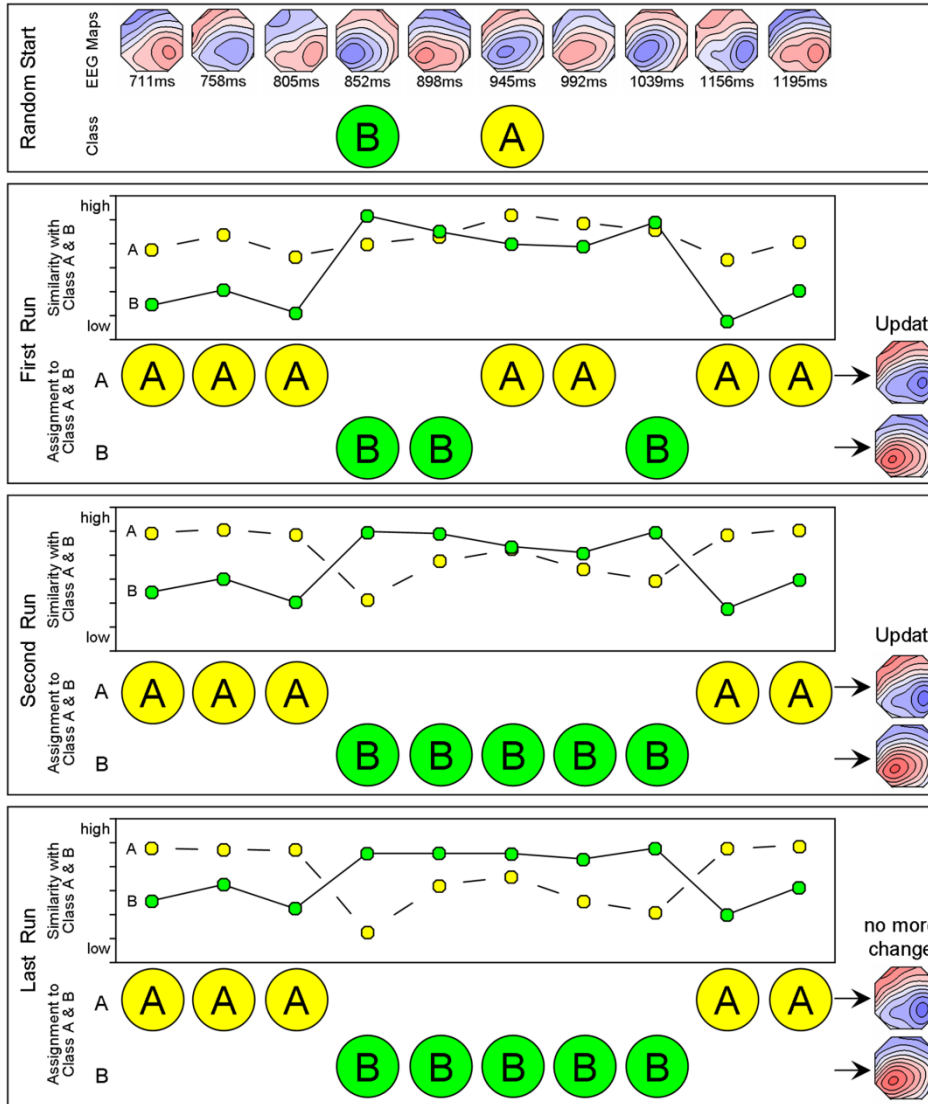 Random Start
EEG Maps
711ms 758ms 805ms 852ms 898ms 945ms 992ms 1039ms 1156ms 1195ms
Class
B A
First Run
Similarity with
Class A & B
high
A
B
low
Updat
Assignment to
Class A & B
A
A A A A A A A
B
B B B
Second Run
Similarity with
Class A & B
high
A
B
low
Updat
Assignment to
Class A & B
A
A A A A A
B
B B B B B
Last Run
Similarity with
Class A & B
high
A
B
low
no more
change
Assignment to
Class A & B
A
A A A A A
B
B B B B B